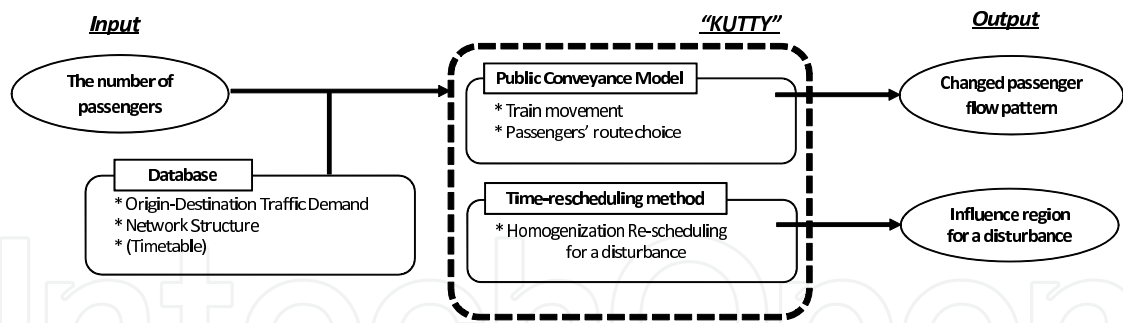 Input
The number of
passengers
Database
* Origin-Destination Traffic Demand
* Network Structure
* (Timetable)
"KUTTY"
Public Conveyance Model
* Train movement
* Passengers' route choice
Time-rescheduling method
* Homogenization Re-scheduling
for a disturbance
Output
Changed passenger
flow pattern
Influence region
for a disturbance
IntechOpen